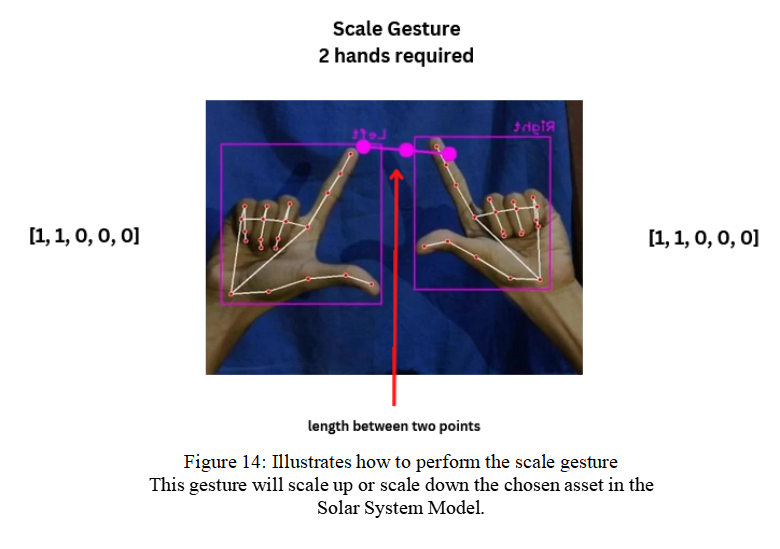 Scale Gesture
2 hands required
Left
Right
[1, 1, 0, 0, 0]
[1, 1, 0, 0, 0]
length between two points
Figure 14: Illustrates how to perform the scale gesture
This gesture will scale up or scale down the chosen asset in the
Solar System Model.